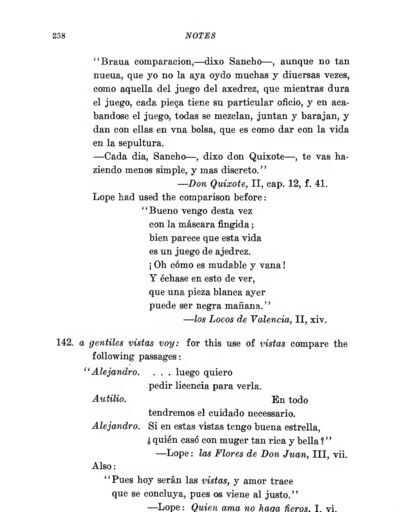 258 NOTES
"Braua comparacion,—dixo Sancho—, aunque no tan
nueua, que yo no la aya oydo muchas y diuersas vezes,
como aquella del juego del axedrez, que mientras dura
el juego, cada pieça tiene su particular oficio, y en aca-
bandose el juego, todas se mezclan, juntan y barajan, y
dan con ellas en vna bolsa, que es como dar con la vida
en la sepultura.
—Cada dia, Sancho—, dixo don Quixote—, te vas ha-
ziendo menos simple, y mas discreto."
—Don Quixote, II, cap. 12, f. 41.
Lope had used the comparison before:
"Bueno vengo desta vez
con la máscara fingida;
bien parece que esta vida
es un juego de ajedrez.
¡Oh cómo es mudable y vana!
Y échase en esto de ver,
que una pieza blanca ayer
puede ser negra mañana."
—los Locos de Valencia, II, xiv.
142. a gentiles vistas voy: for this use of vistas compare the
following passages:
"Alejandro. . . . luego quiero
pedir licencia para verla.
Autilio. En todo
tendremos el cuidado necesario.
Alejandro. Si en estas vistas tengo buena estrella,
¿quién casó con muger tan rica y bella?"
—Lope: las Flores de Don Juan, III, vii.
Also:
"Pues hoy serán las vistas, y amor trace
que se concluya, pues os viene al justo."
—Lope: Quien ama no haga fieros, I, vi.